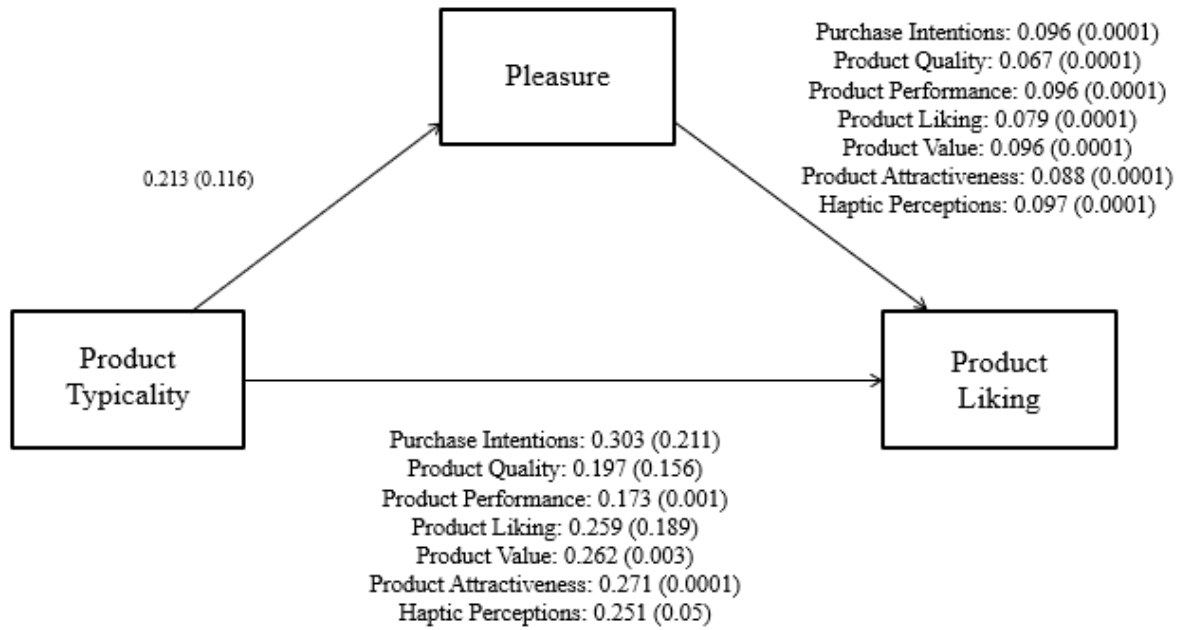 Pleasure
Purchase Intentions: 0.096 (0.0001)
Product Quality: 0.067 (0.0001)
Product Performance: 0.096 (0.0001)
Product Liking: 0.079 (0.0001)
Product Value: 0.096 (0.0001)
Product Attractiveness: 0.088 (0.0001)
Haptic Perceptions: 0.097 (0.0001)
0.213 (0.116)
Product
Typicality
Product
Liking
Purchase Intentions: 0.303 (0.211)
Product Quality: 0.197 (0.156)
Product Performance: 0.173 (0.001)
Product Liking: 0.259 (0.189)
Product Value: 0.262 (0.003)
Product Attractiveness: 0.271 (0.0001)
Haptic Perceptions: 0.251 (0.05)